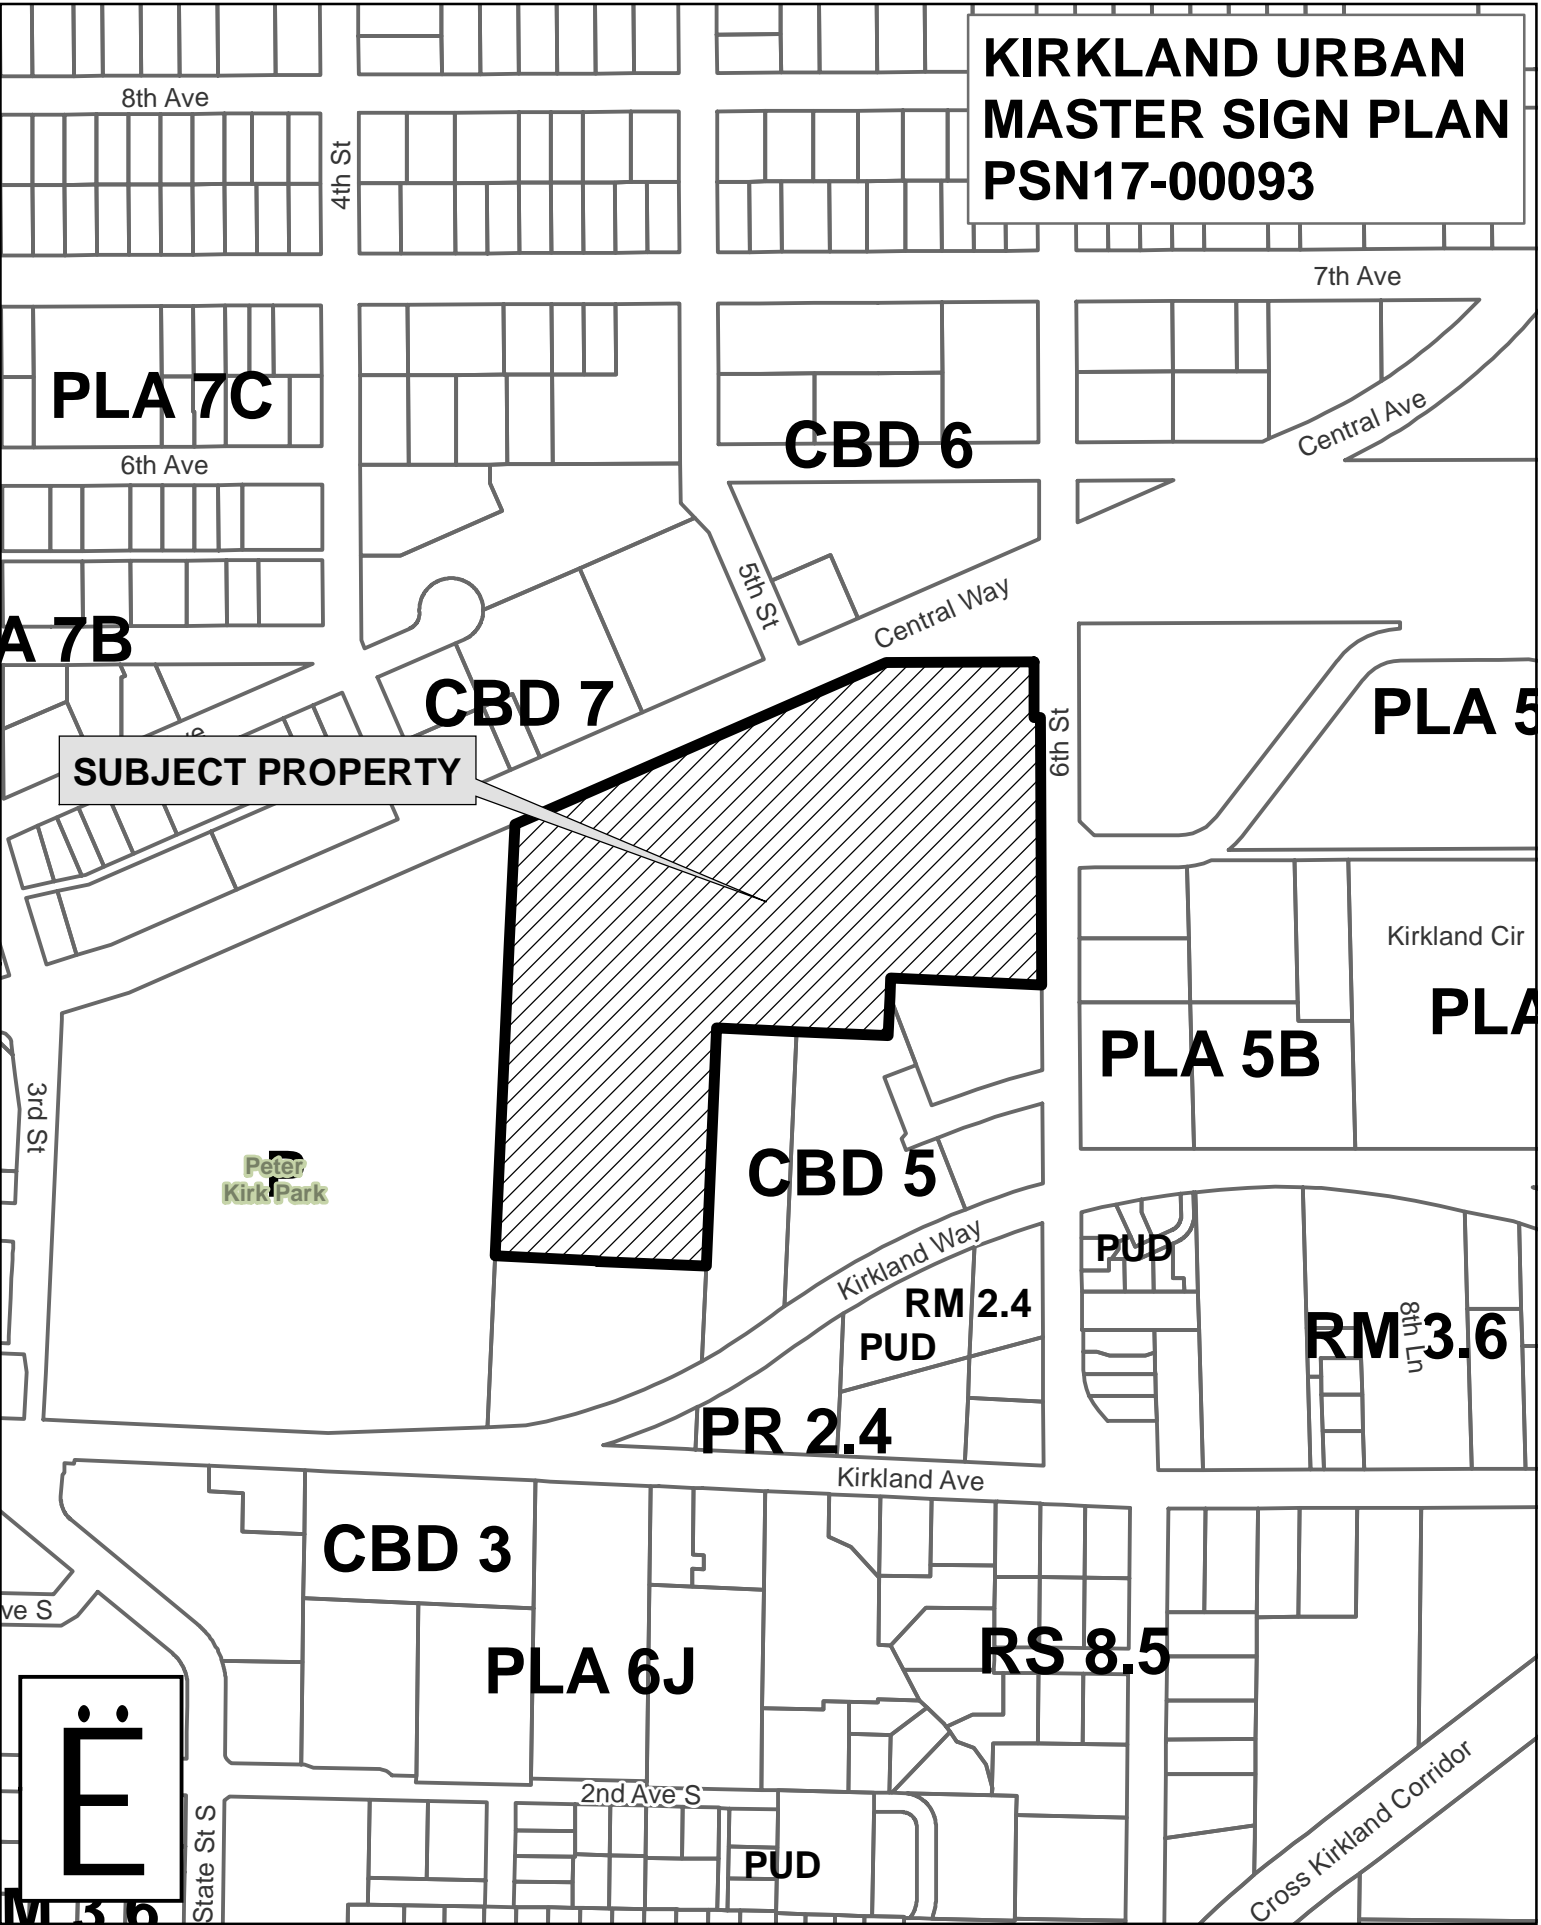 KIRKLAND URBAN
MASTER SIGN PLAN
PSN17-00093
8th Ave
4th St
7th Ave
PLA 7C
Central Ave
CBD 6
6th Ave
5th St
Central Way
A 7B
CBD 7
PLA 5
6th St
SUBJECT PROPERTY
Kirkland Cir
PLA
PLA 5B
3rd St
P
Peter
Kirk Park
CBD 5
Kirkland Way
PUD
RM 2.4
PUD
8th Ln
RM 3.6
PR 2.4
Kirkland Ave
CBD 3
ve S
PLA 6J
RS 8.5
Ë
2nd Ave S
Cross Kirkland Corridor
State St S
PUD
M 3.6